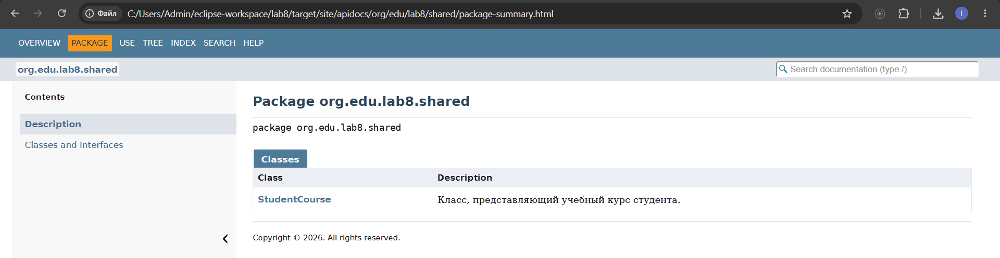 Файл C:/Users/Admin/eclipse-workspace/lab8/target/site/apidocs/org/edu/lab8/shared/package-summary.html I
OVERVIEW PACKAGE USE TREE INDEX SEARCH HELP
org.edu.lab8.shared Search documentation (type /)
Contents
Description
Classes and Interfaces
Package org.edu.lab8.shared
package org.edu.lab8.shared
Classes
Class Description
StudentCourse Класс, представляющий учебный курс студента.
Copyright © 2026. All rights reserved.